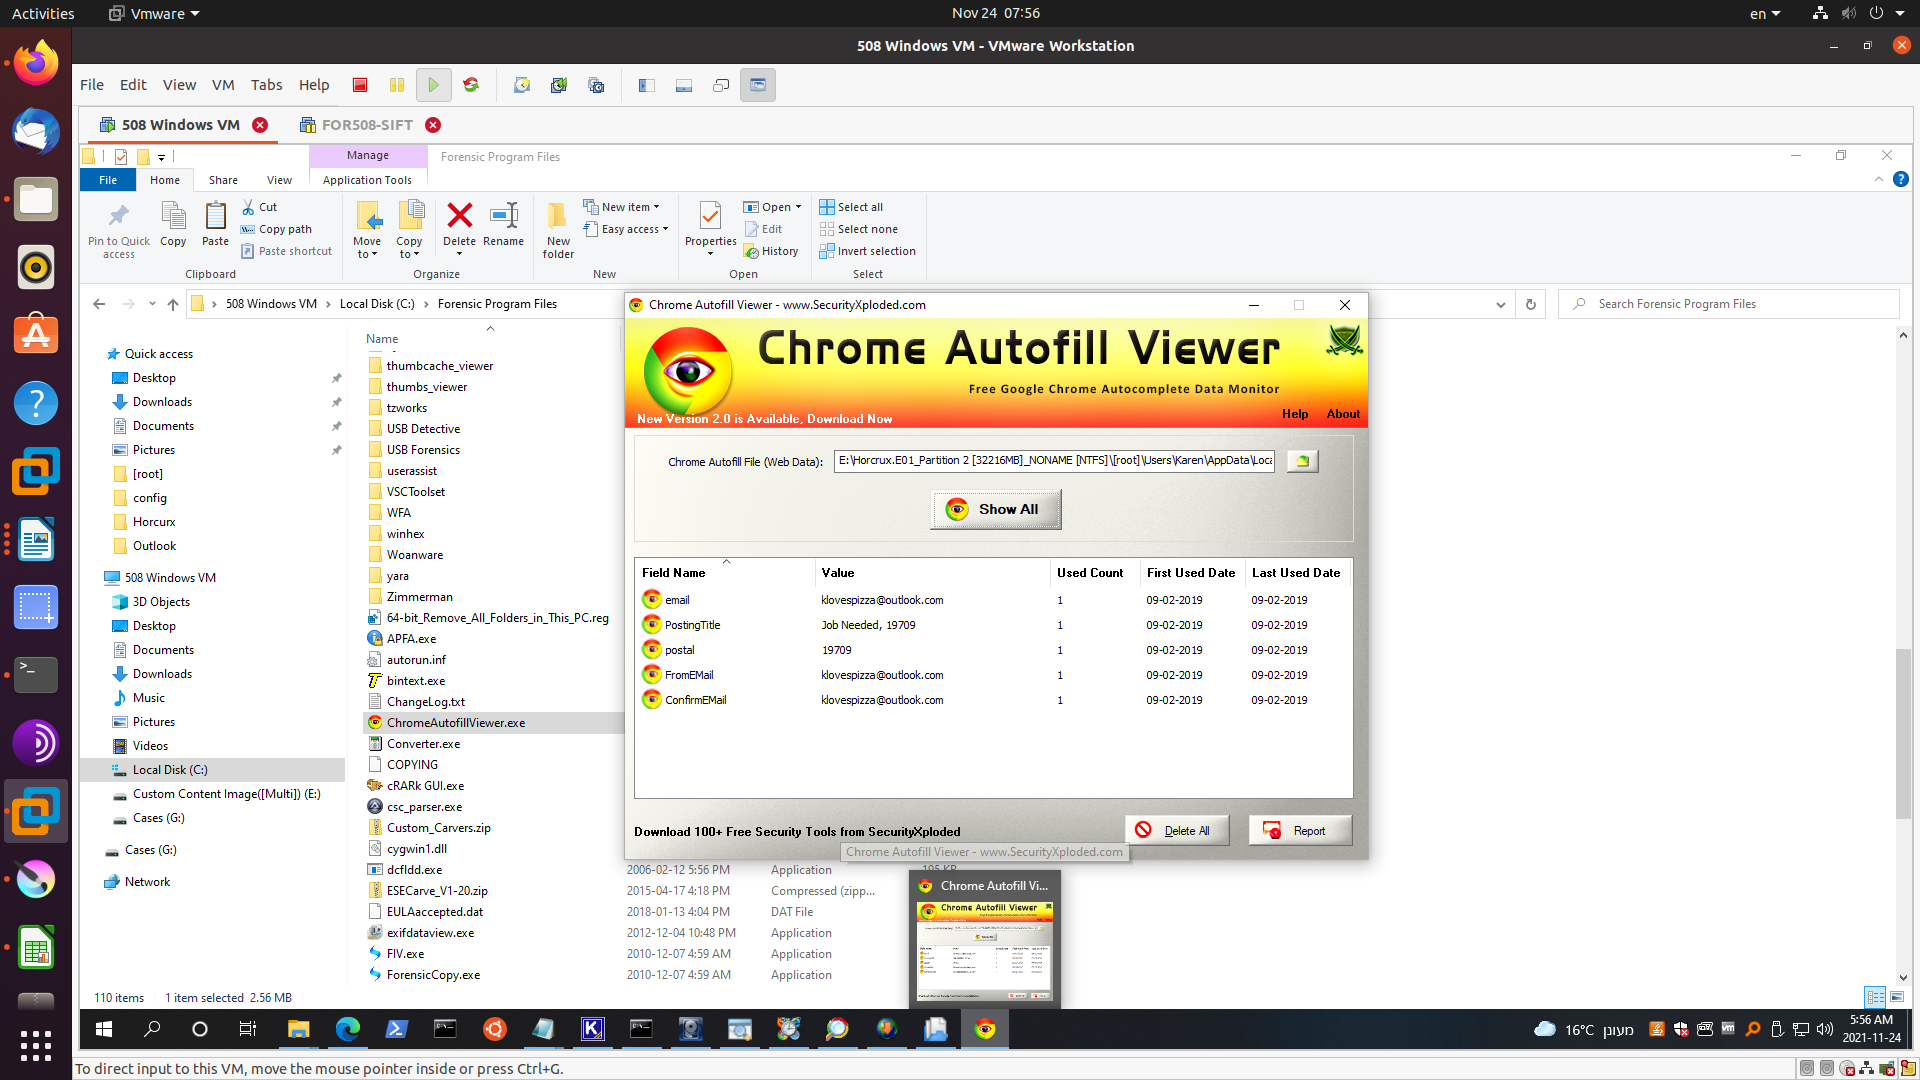 Activities
Vmware
Nov 24 07:56
en
508 Windows VM - VMware Workstation
File Edit View VM Tabs Help
508 Windows VM
FOR508-SIFT
Manage
Forensic Program Files
File
Home
Share
View
Application Tools
Pin to Quick access
Copy
Paste
Cut
Copy path
Paste shortcut
Clipboard
Move to
Copy to
Delete
Rename
Organize
New folder
New item
Easy access
New
Properties
Open
Edit
History
Open
Select all
Select none
Invert selection
Select
508 Windows VM
Local Disk (C:)
Forensic Program Files
Search Forensic Program Files
Quick access
Desktop
Downloads
Documents
Pictures
[root]
config
Horcurx
Outlook
508 Windows VM
3D Objects
Desktop
Documents
Downloads
Music
Pictures
Videos
Local Disk (C:)
Custom Content Image([Multi]) (E:)
Cases (G:)
Cases (G:)
Network
Name
thumbcache_viewer
thumbs_viewer
tzworks
USB Detective
USB Forensics
userassist
VSCToolset
WFA
winhex
Woanware
yara
Zimmerman
64-bit_Remove_All_Folders_in_This_PC.reg
APFA.exe
autorun.inf
bintext.exe
ChangeLog.txt
ChromeAutofillViewer.exe
Converter.exe
COPYING
cRARk GUI.exe
csc_parser.exe
Custom_Carvers.zip
cygwin1.dll
dcfldd.exe 2006-02-12 5:56 PM Application 105 KB
ESECarve_V1-20.zip 2015-04-17 4:18 PM Compressed (zipp...
EULAaccepted.dat 2018-01-13 4:04 PM DAT File
exifdataview.exe 2012-12-04 10:48 PM Application
FIV.exe 2010-12-07 4:59 AM Application
ForensicCopy.exe 2010-12-07 4:59 AM Application
Chrome Autofill Viewer - www.SecurityXploded.com
Chrome Autofill Viewer
Free Google Chrome Autocomplete Data Monitor
New Version 2.0 is Available, Download Now
Help
About
Chrome Autofill File (Web Data):
E:\Horcrux.E01_Partition 2 [32216MB]_NONAME [NTFS]\[root]\Users\Karen\AppData\Loca
Show All
Field Name Value Used Count First Used Date Last Used Date
email klovespizza@outlook.com 1 09-02-2019 09-02-2019
PostingTitle Job Needed, 19709 1 09-02-2019 09-02-2019
postal 19709 1 09-02-2019 09-02-2019
FromEMail klovespizza@outlook.com 1 09-02-2019 09-02-2019
ConfirmEMail klovespizza@outlook.com 1 09-02-2019 09-02-2019
Download 100+ Free Security Tools from SecurityXploded
Delete All
Report
Chrome Autofill Viewer - www.SecurityXploded.com
Chrome Autofill Vi...
Chrome Autofill Viewer
110 items
1 item selected 2.56 MB
16°C מעונן
5:56 AM
2021-11-24
To direct input to this VM, move the mouse pointer inside or press Ctrl+G.